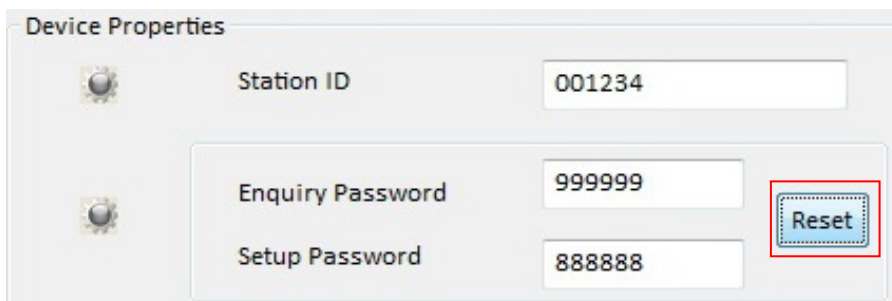 Device Properties
Station ID 001234
Enquiry Password 999999
Reset
Setup Password 888888